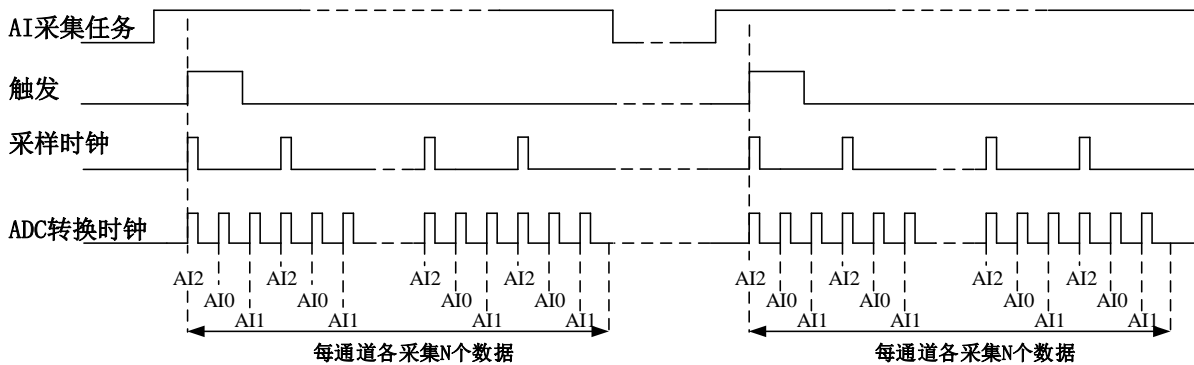 AI采集任务
触发
采样时钟
ADC转换时钟
AI2 AI2 AI2 AI2 AI2 AI2 AI2 AI2
AI0 AI0 AI0 AI0 AI0 AI0 AI0 AI0
AI1 AI1 AI1 AI1 AI1 AI1 AI1 AI1
每通道各采集N个数据 每通道各采集N个数据